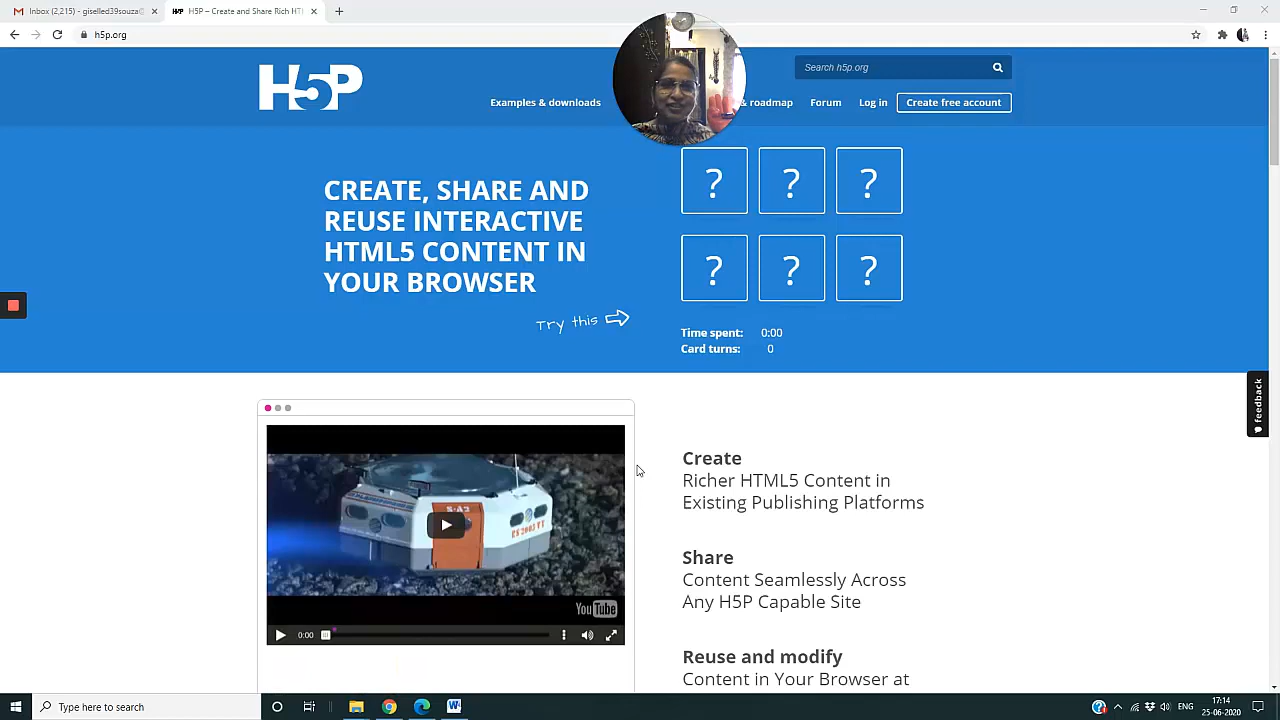 Inbox (2,215) - giselled39souza@
H5P – Create and Share Rich HT
h5p.org
H5P
Search h5p.org
Examples & downloads
& roadmap
Forum
Log in
Create free account
CREATE, SHARE AND
REUSE INTERACTIVE
HTML5 CONTENT IN
YOUR BROWSER
Try this
? ? ?
? ? ?
Time spent: 0:00
Card turns: 0
feedback
S-A3
YouTube
0:00
Create
Richer HTML5 Content in
Existing Publishing Platforms
Share
Content Seamlessly Across
Any H5P Capable Site
Reuse and modify
Content in Your Browser at
Type here to search
ENG
17:14
25-06-2020